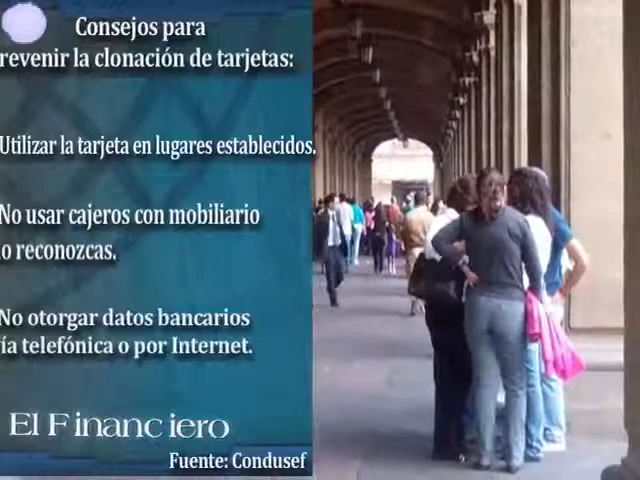 Consejos para
revenir la clonación de tarjetas:
Utilizar la tarjeta en lugares establecidos.
No usar cajeros con mobiliario
o reconozcas.
No otorgar datos bancarios
ía telefónica o por Internet.
El Financiero
Fuente: Condusef